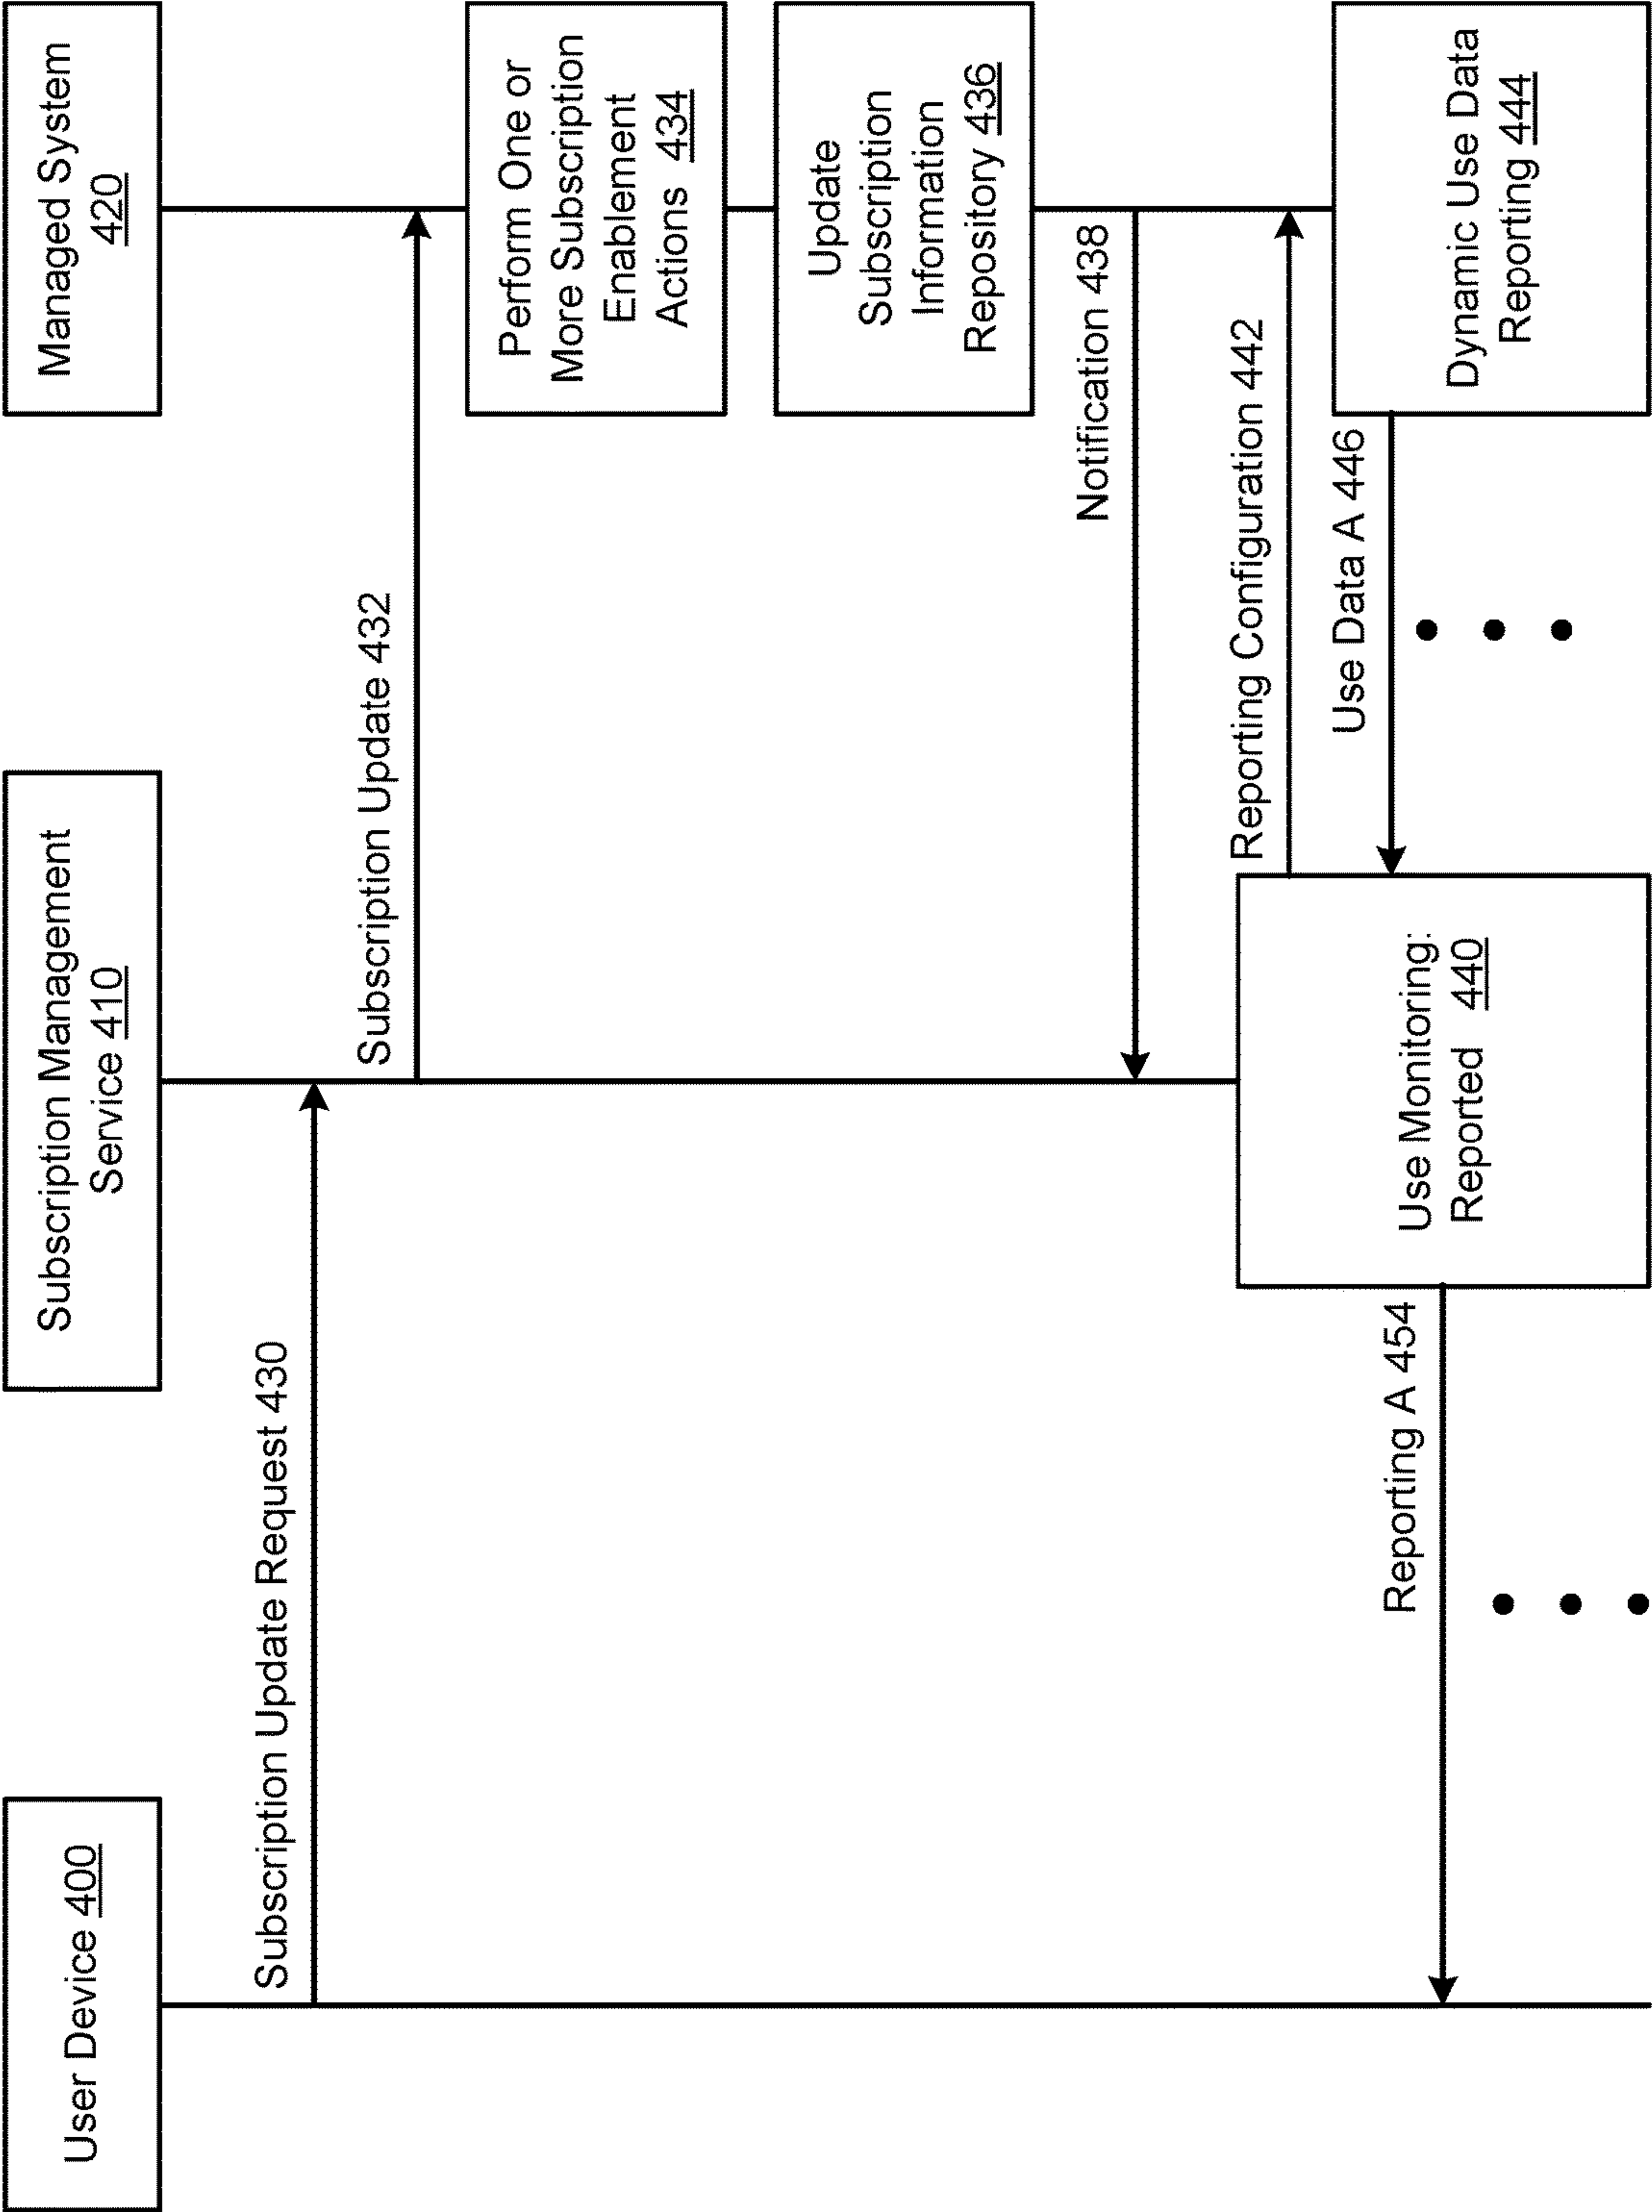 User Device 400
Subscription Management
Service 410
Managed System
420
Subscription Update Request 430
Subscription Update 432
Perform One or
More Subscription
Enablement
Actions 434
Update
Subscription
Information
Repository 436
Notification 438
Reporting Configuration 442
Use Monitoring:
Reported 440
Dynamic Use Data
Reporting 444
Use Data A 446
Reporting A 454